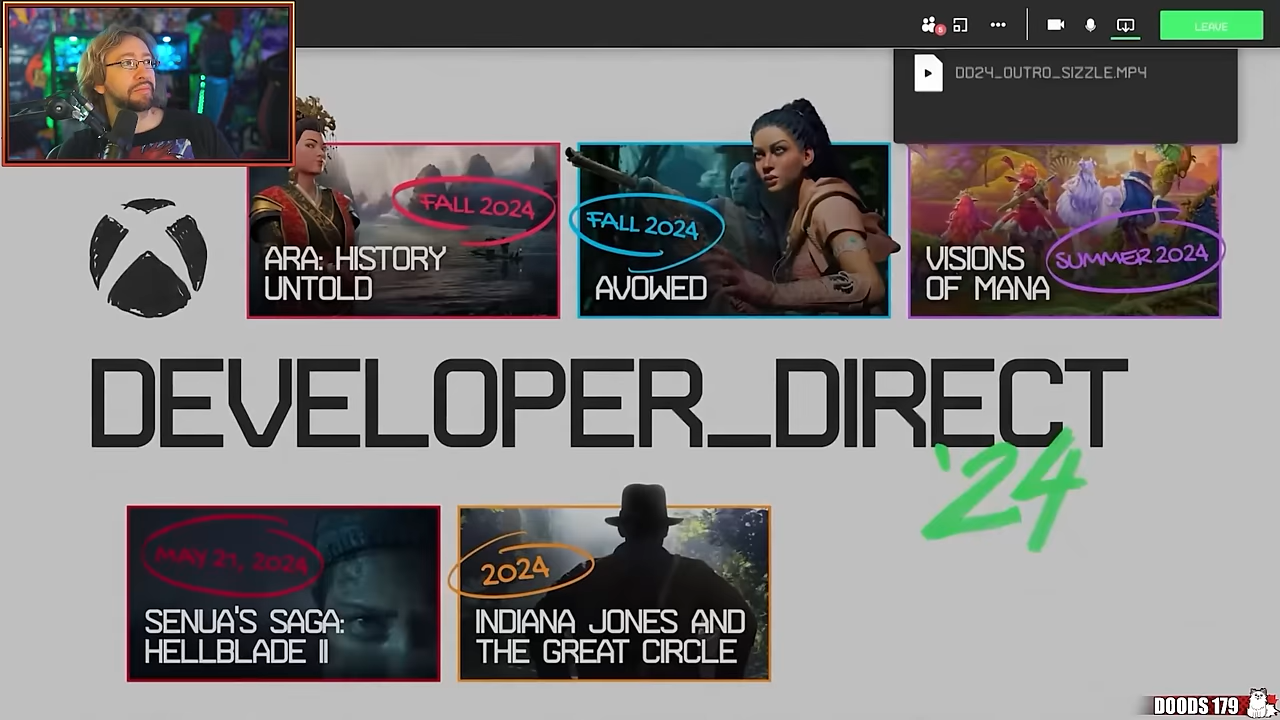 6
LEAVE
DD24_OUTRO_SIZZLE.MP4
FALL 2024
ARA: HISTORY
UNTOLD
FALL 2024
AVOWED
SUMMER 2024
VISIONS
OF MANA
DEVELOPER_DIRECT
'24
MAY 21, 2024
SENUA'S SAGA:
HELLBLADE II
2024
INDIANA JONES AND
THE GREAT CIRCLE
DOODS 179